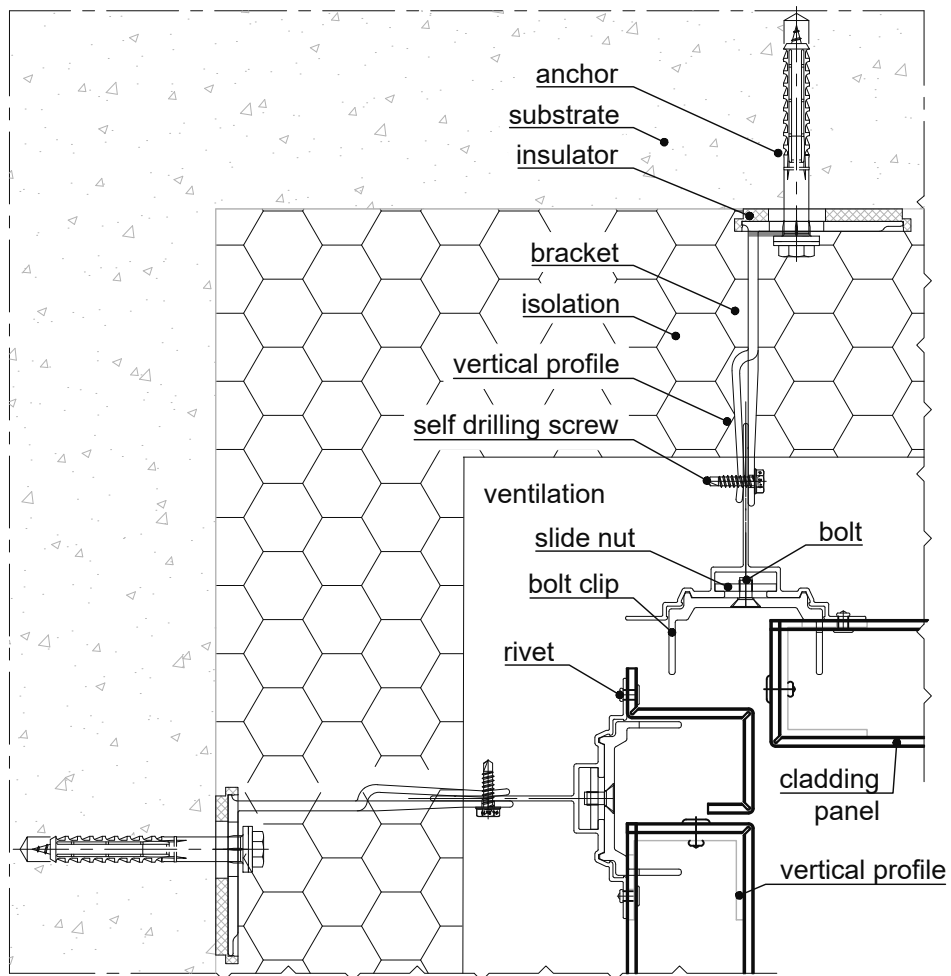 anchor
substrate
insulator
bracket
isolation
vertical profile
self drilling screw
ventilation
slide nut
bolt
bolt clip
rivet
cladding
panel
vertical profile